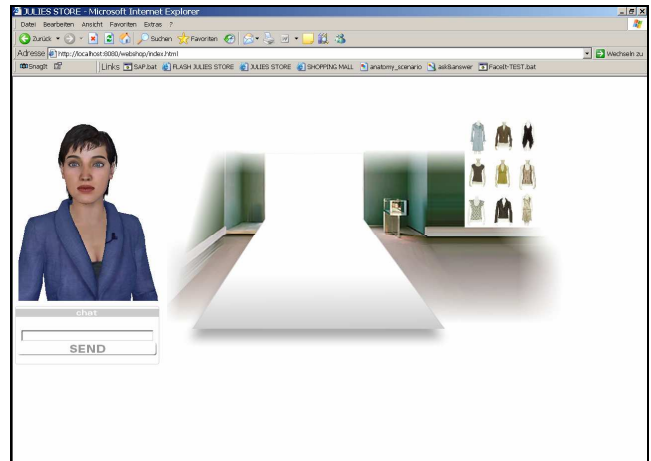 JULIES STORE - Microsoft Internet Explorer
Datei Bearbeiten Ansicht Favoriten Extras ?
Zurück Suchen Favoriten
Adresse http://localhost:8080/webshop/index.html Wechseln zu
SnagIt Links SAP.bat FLASH JULIES STORE JULIES STORE SHOPPING MALL anatomy_scenario ask&answer FaceIt-TEST.bat
chat
SEND